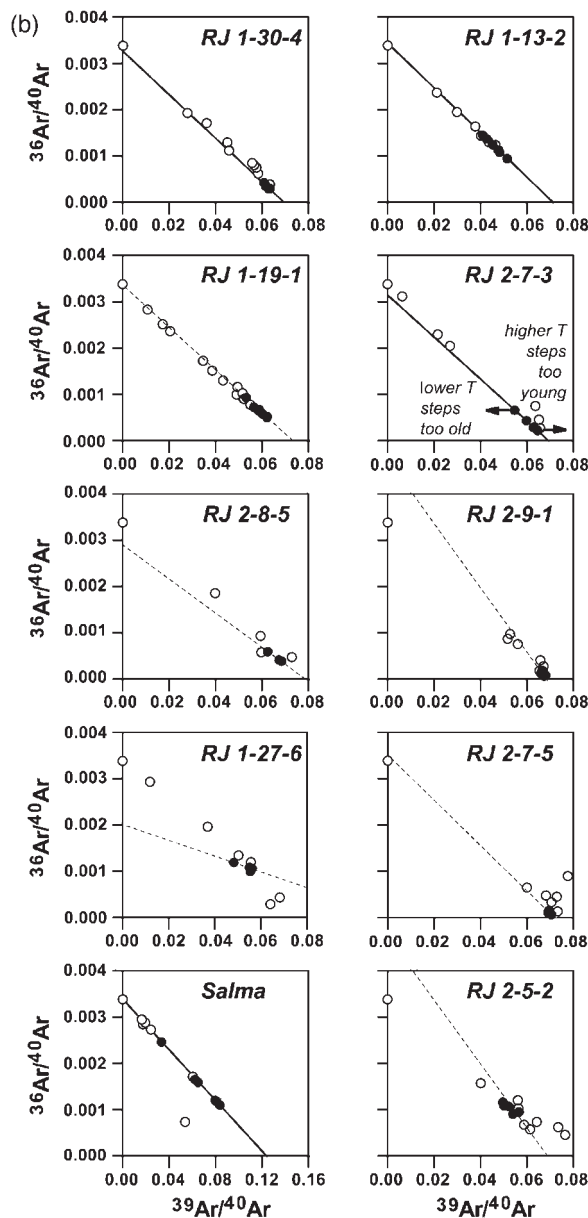 (b)
RJ 1-30-4
RJ 1-13-2
36Ar/40Ar
0.004
0.003
0.002
0.001
0.000
0.00 0.02 0.04 0.06 0.08
0.00 0.02 0.04 0.06 0.08
RJ 1-19-1
RJ 2-7-3
36Ar/40Ar
0.004
0.003
0.002
0.001
0.000
higher T
steps
too
young
lower T
steps
too old
0.00 0.02 0.04 0.06 0.08
0.00 0.02 0.04 0.06 0.08
RJ 2-8-5
RJ 2-9-1
36Ar/40Ar
0.004
0.003
0.002
0.001
0.000
0.00 0.02 0.04 0.06 0.08
0.00 0.02 0.04 0.06 0.08
RJ 1-27-6
RJ 2-7-5
36Ar/40Ar
0.004
0.003
0.002
0.001
0.000
0.00 0.02 0.04 0.06 0.08
0.00 0.02 0.04 0.06 0.08
Salma
RJ 2-5-2
36Ar/40Ar
0.004
0.003
0.002
0.001
0.000
0.00 0.04 0.08 0.12 0.16
0.00 0.02 0.04 0.06 0.08
39Ar/40Ar
39Ar/40Ar